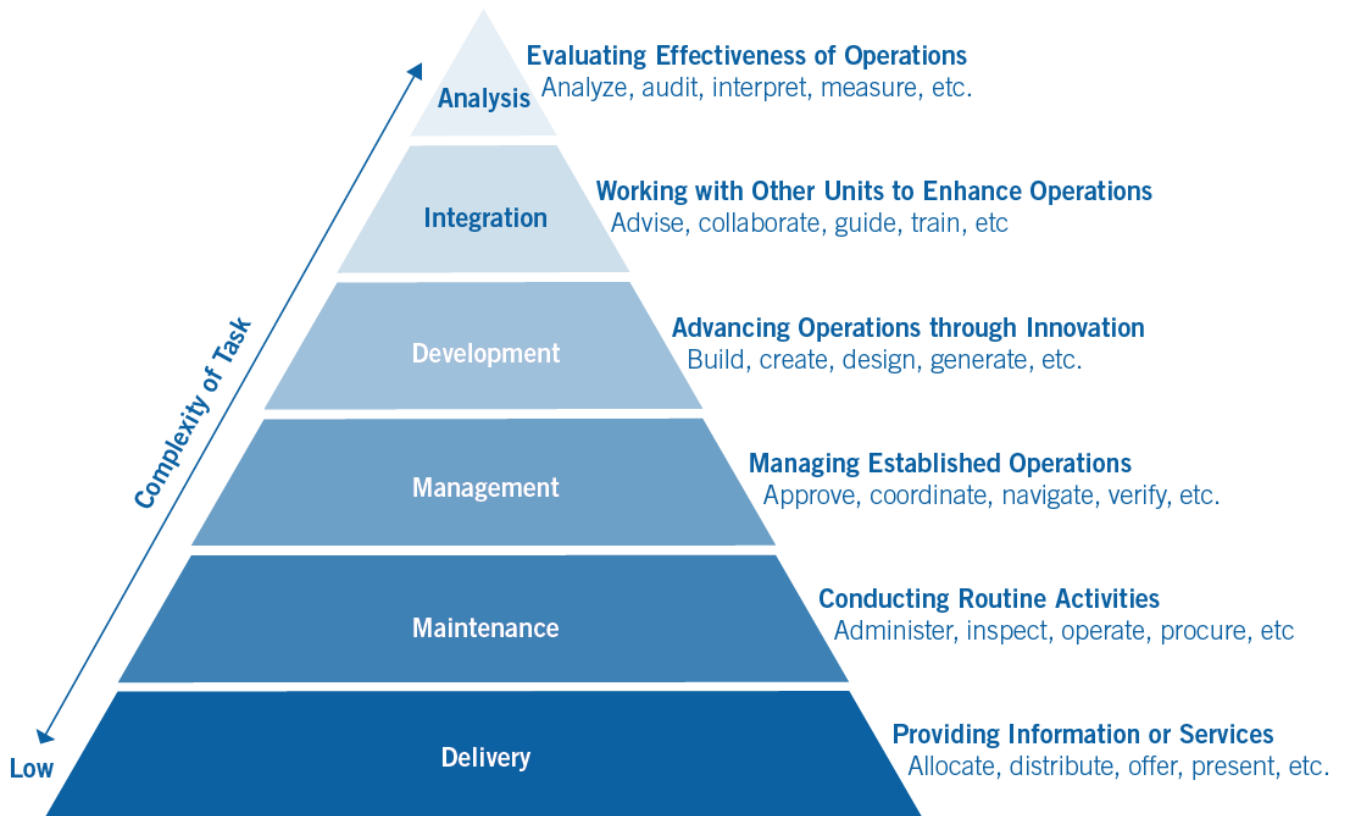 Evaluating Effectiveness of Operations
Analyze, audit, interpret, measure, etc.
Analysis
Working with Other Units to Enhance Operations
Advise, collaborate, guide, train, etc
Integration
Advancing Operations through Innovation
Build, create, design, generate, etc.
Development
Complexity of Task
Managing Established Operations
Approve, coordinate, navigate, verify, etc.
Management
Conducting Routine Activities
Administer, inspect, operate, procure, etc
Maintenance
Providing Information or Services
Allocate, distribute, offer, present, etc.
Delivery
Low